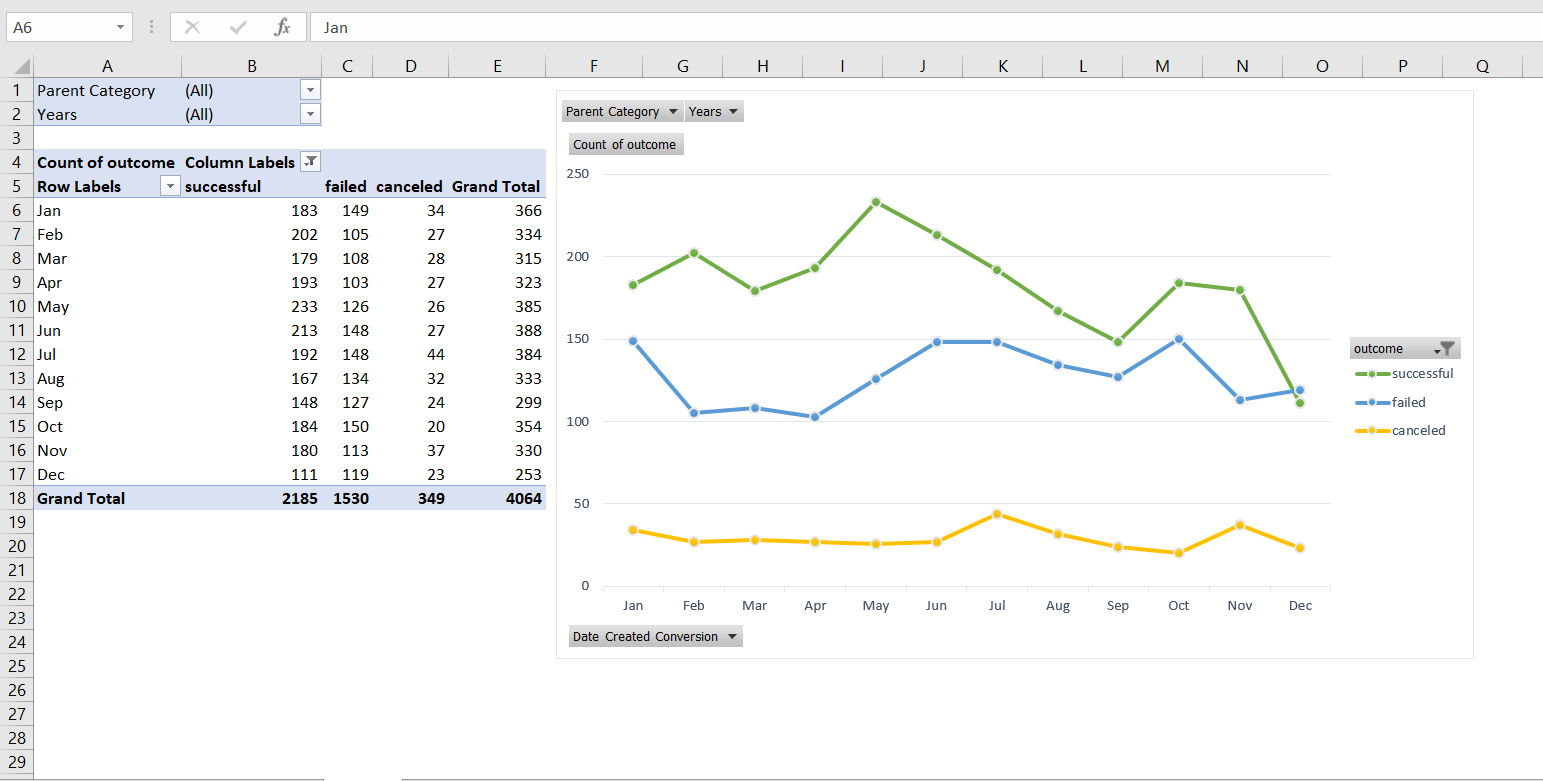 A6 fx Jan
A B C D E F G H I J K L M N O P Q
1 Parent Category (All)
2 Years (All)
3
4 Count of outcome Column Labels
5 Row Labels successful failed canceled Grand Total
6 Jan 183 149 34 366
7 Feb 202 105 27 334
8 Mar 179 108 28 315
9 Apr 193 103 27 323
10 May 233 126 26 385
11 Jun 213 148 27 388
12 Jul 192 148 44 384
13 Aug 167 134 32 333
14 Sep 148 127 24 299
15 Oct 184 150 20 354
16 Nov 180 113 37 330
17 Dec 111 119 23 253
18 Grand Total 2185 1530 349 4064
19
20
21
22
23
24
25
26
27
28
29
Parent Category Years
Count of outcome
250
200
150
100
50
0
Jan Feb Mar Apr May Jun Jul Aug Sep Oct Nov Dec
Date Created Conversion
outcome
successful
failed
canceled